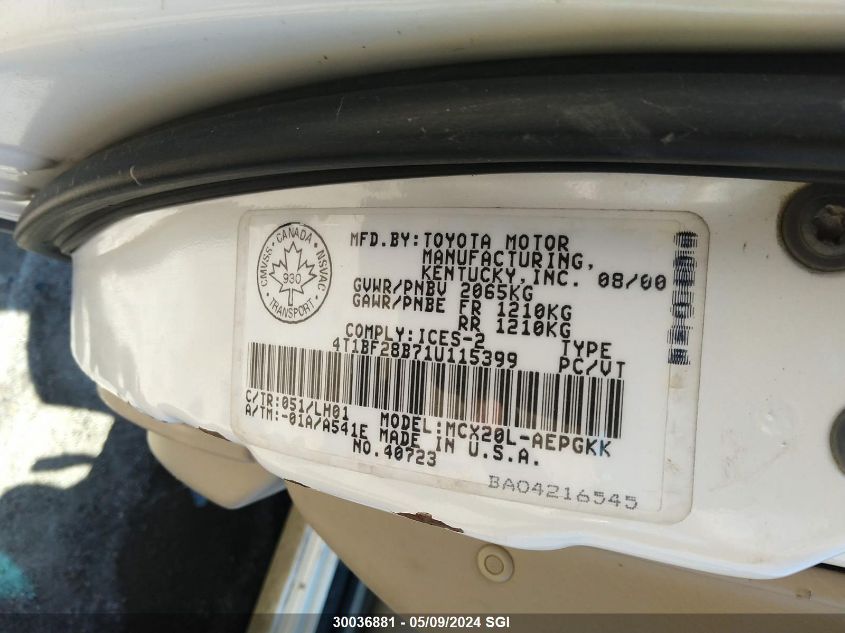 CMVSS · CANADA · NSVAC
930
TRANSPORT
MFD.BY:TOYOTA MOTOR
MANUFACTURING,
KENTUCKY,INC. 08/00
GVWR/PNBV 2065KG
GAWR/PNBE FR 1210KG
RR 1210KG
COMPLY:ICES-2 TYPE
4T1BF28B71U115399 PC/VT
C/TR:051/LH01
A/TM:-01A/A541E
MODEL:MCX20L-AEPGKK
MADE IN U.S.A.
NO.40723
BA04216545
30036881 — 05/09/2024 SGI